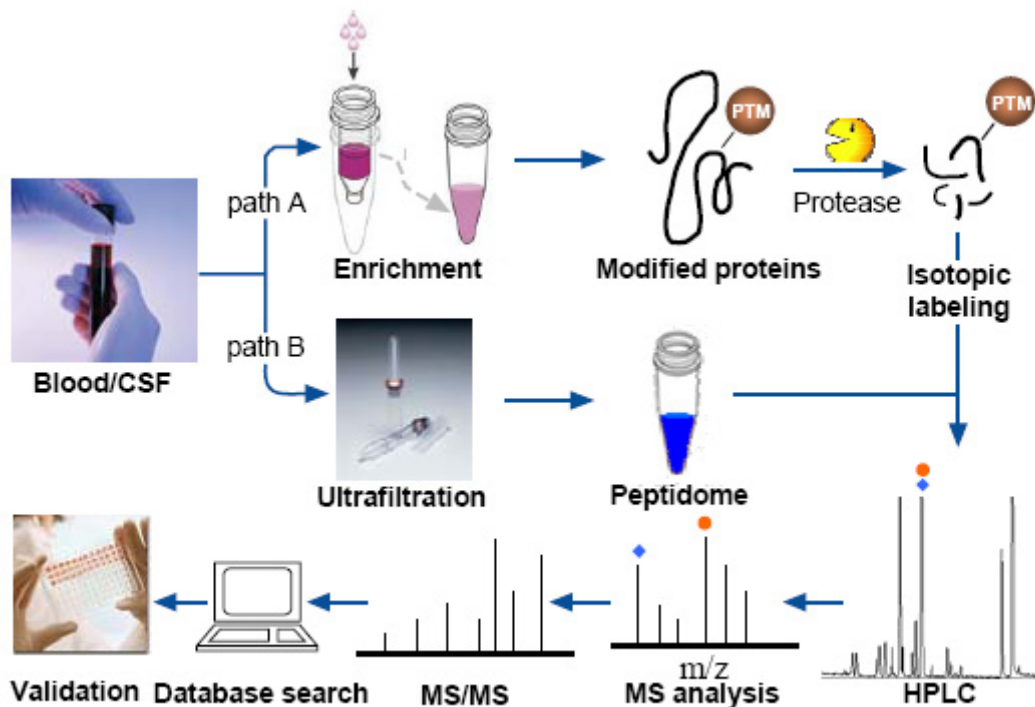 path A
Enrichment
PTM
Modified proteins
Protease
PTM
Isotopic
labeling
Blood/CSF
path B
Ultrafiltration
Peptidome
HPLC
m/z
MS analysis
MS/MS
Database search
Validation